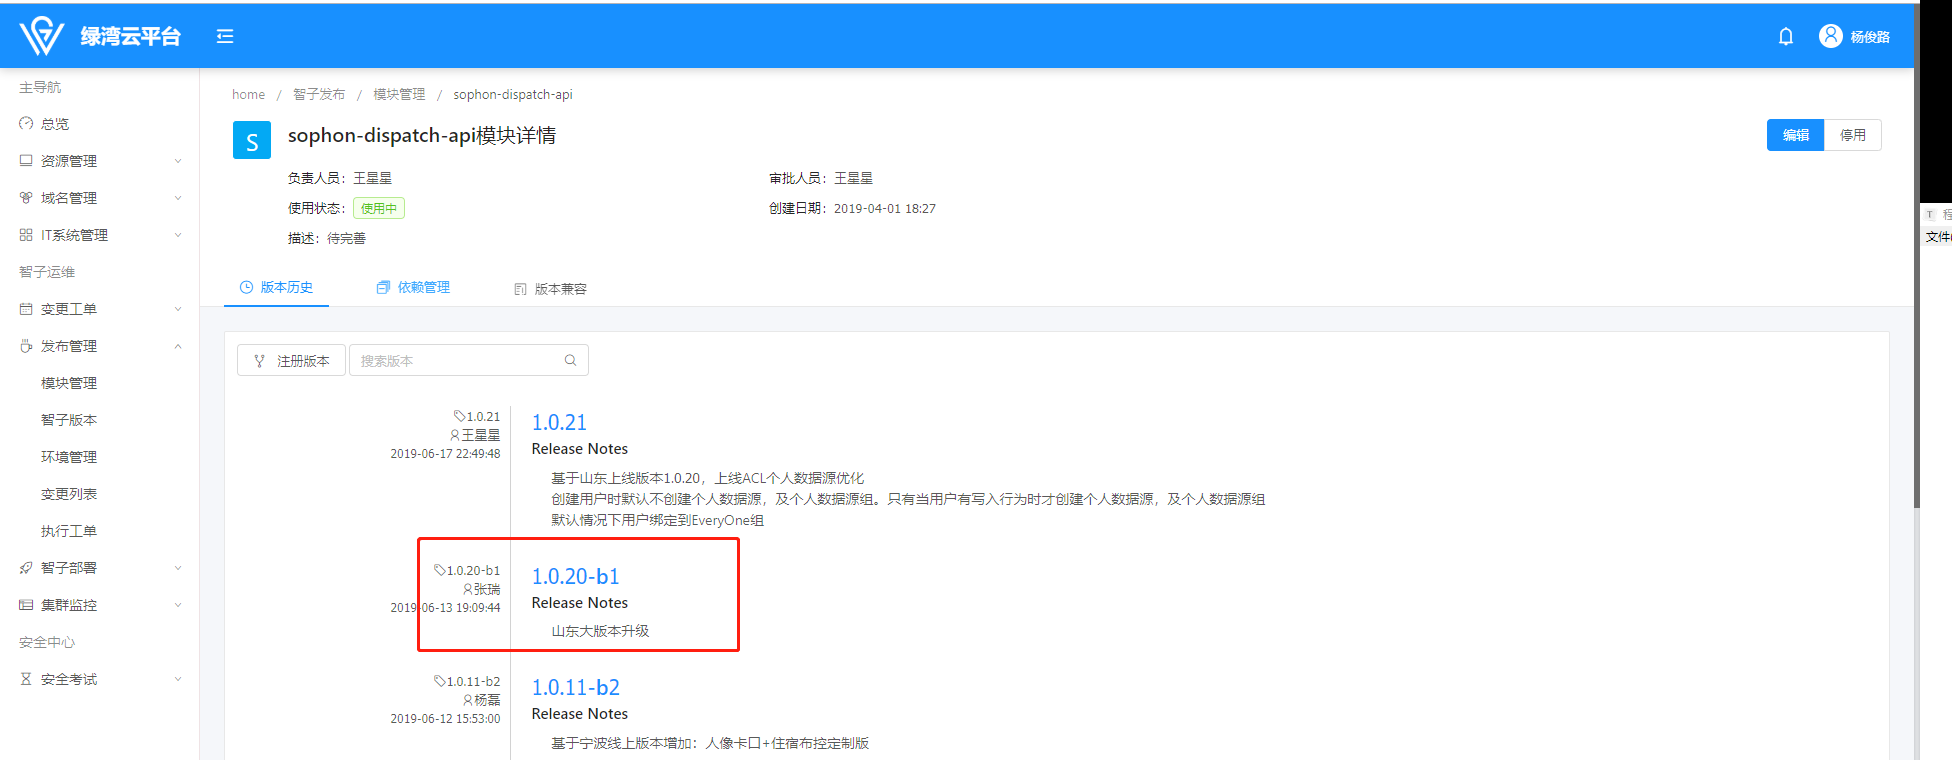 绿湾云平台
杨俊路
主导航
总览
资源管理
域名管理
IT系统管理
智子运维
变更工单
发布管理
模块管理
智子版本
环境管理
变更列表
执行工单
智子部署
集群监控
安全中心
安全考试
home / 智子发布 / 模块管理 / sophon-dispatch-api
S
sophon-dispatch-api模块详情
编辑 停用
负责人员：王星星
审批人员：王星星
使用状态：使用中
创建日期：2019-04-01 18:27
描述：待完善
版本历史 依赖管理 版本兼容
注册版本 搜索版本
1.0.21
王星星
2019-06-17 22:49:48
1.0.21
Release Notes
基于山东上线版本1.0.20，上线ACL个人数据源优化
创建用户时默认不创建个人数据源，及个人数据源组。只有当用户有写入行为时才创建个人数据源，及个人数据源组
默认情况下用户绑定到EveryOne组
1.0.20-b1
张瑞
2019-06-13 19:09:44
1.0.20-b1
Release Notes
山东大版本升级
1.0.11-b2
杨磊
2019-06-12 15:53:00
1.0.11-b2
Release Notes
基于宁波线上版本增加：人像卡口+住宿布控定制版
T 程
文件(